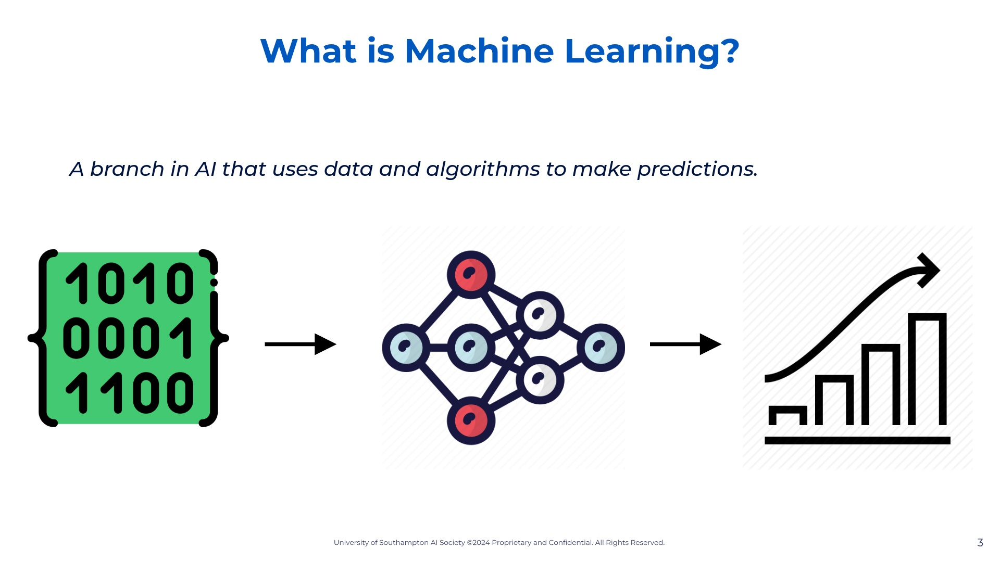 What is Machine Learning?
A branch in AI that uses data and algorithms to make predictions.
1010
0001
1100
University of Southampton AI Society ©2024 Proprietary and Confidential. All Rights Reserved.
3